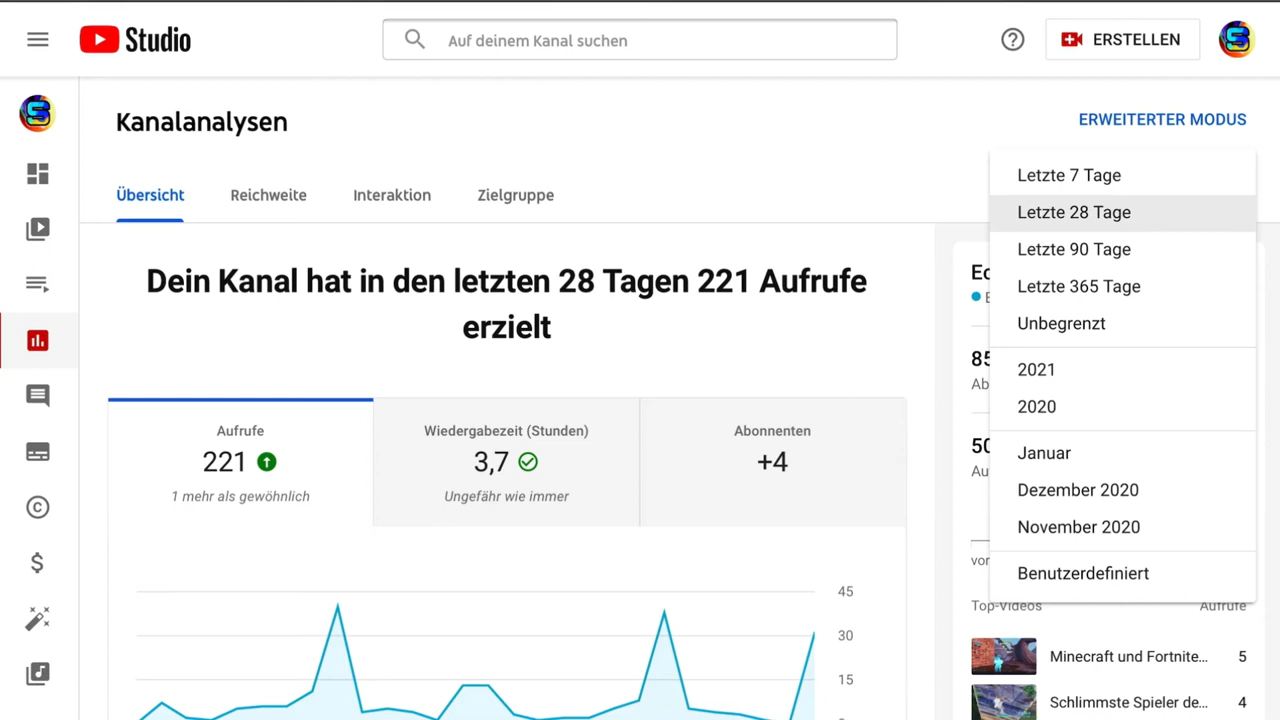 Studio
Auf deinem Kanal suchen
ERSTELLEN
Kanalanalysen
ERWEITERTER MODUS
Übersicht
Reichweite
Interaktion
Zielgruppe
Letzte 7 Tage
Letzte 28 Tage
Letzte 90 Tage
Letzte 365 Tage
Unbegrenzt
2021
2020
Januar
Dezember 2020
November 2020
Benutzerdefiniert
Dein Kanal hat in den letzten 28 Tagen 221 Aufrufe
erzielt
Aufrufe
221
1 mehr als gewöhnlich
Wiedergabezeit (Stunden)
3,7
Ungefähr wie immer
Abonnenten
+4
45
30
15
Top-Videos
Aufrufe
Minecraft und Fortnite...
5
Schlimmste Spieler de...
4